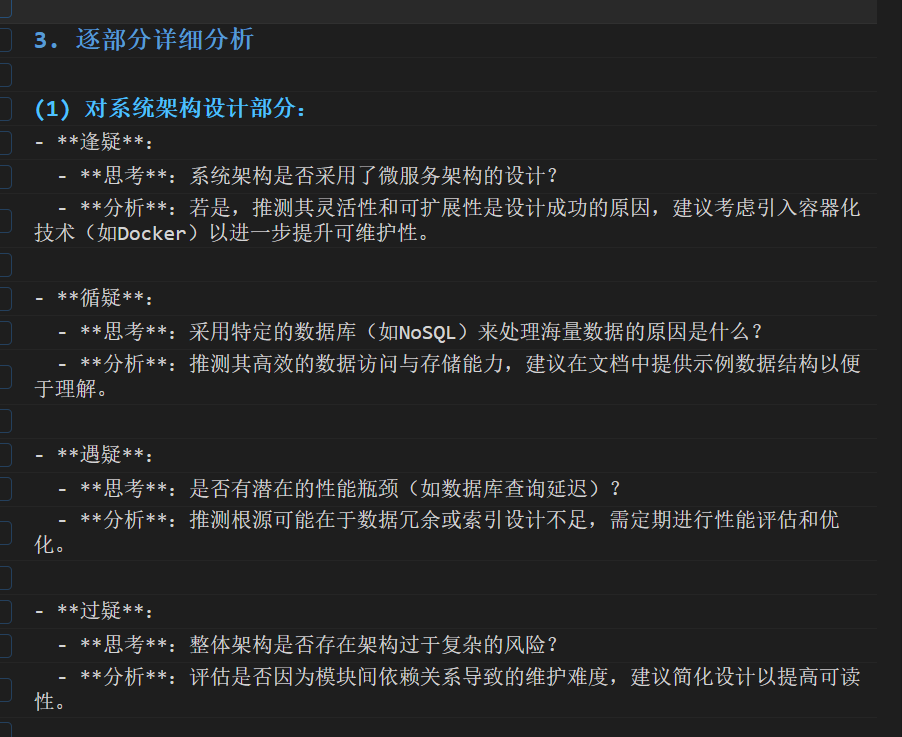 3. 逐部分详细分析
(1) 对系统架构设计部分：
- **逢疑**：
- **思考**：系统架构是否采用了微服务架构的设计？
- **分析**：若是，推测其灵活性和可扩展性是设计成功的原因，建议考虑引入容器化
技术（如Docker）以进一步提升可维护性。
- **循疑**：
- **思考**：采用特定的数据库（如NoSQL）来处理海量数据的原因是什么？
- **分析**：推测其高效的数据访问与存储能力，建议在文档中提供示例数据结构以便
于理解。
- **遇疑**：
- **思考**：是否有潜在的性能瓶颈（如数据库查询延迟）？
- **分析**：推测根源可能在于数据冗余或索引设计不足，需定期进行性能评估和优
化。
- **过疑**：
- **思考**：整体架构是否存在架构过于复杂的风险？
- **分析**：评估是否因为模块间依赖关系导致的维护难度，建议简化设计以提高可读
性。